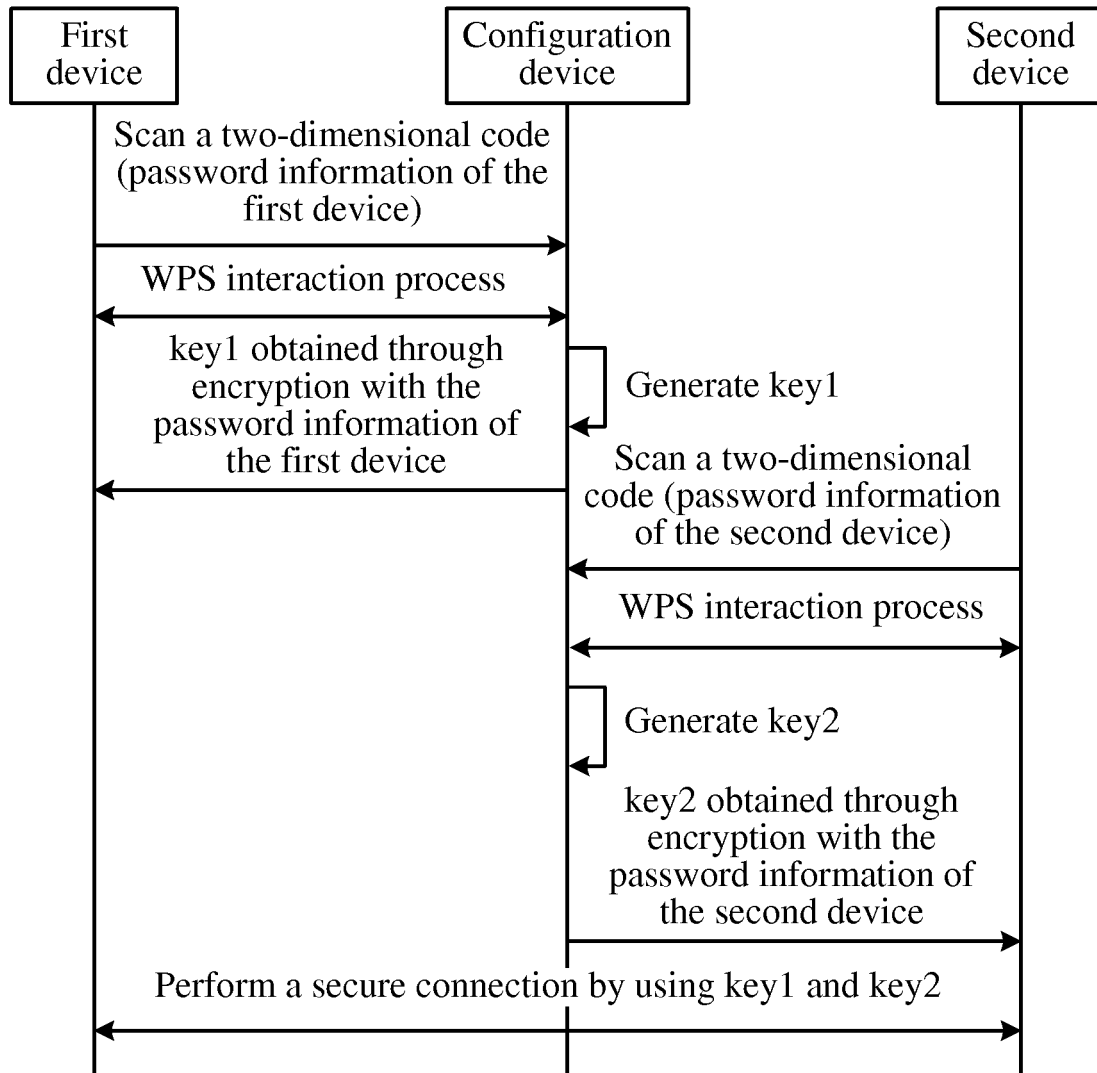 First
device
Configuration
device
Second
device
Scan a two-dimensional code
(password information of the
first device)
WPS interaction process
key1 obtained through
encryption with the
password information of
the first device
Generate key1
Scan a two-dimensional
code (password information
of the second device)
WPS interaction process
Generate key2
key2 obtained through
encryption with the
password information of
the second device
Perform a secure connection by using key1 and key2